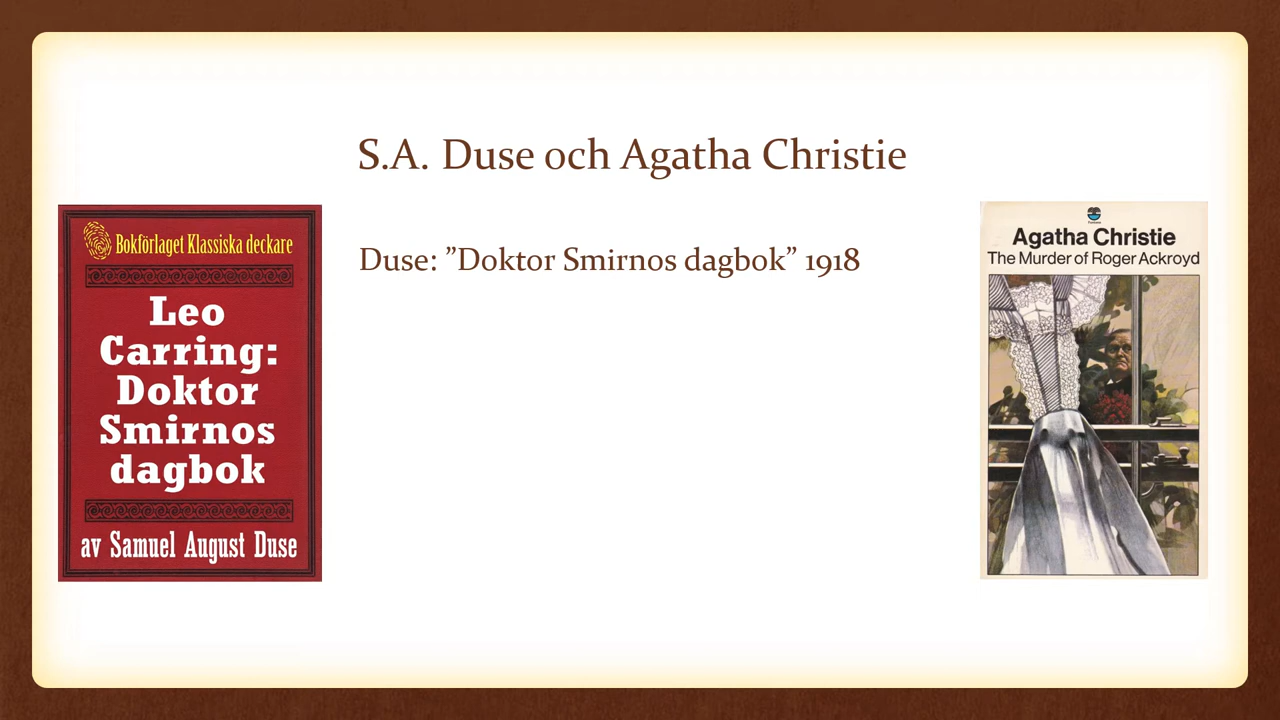 S.A. Duse och Agatha Christie
Duse: ”Doktor Smirnos dagbok” 1918
Bokförlaget Klassiska deckare
Leo
Carring:
Doktor
Smirnos
dagbok
av Samuel August Duse
Agatha Christie
The Murder of Roger Ackroyd